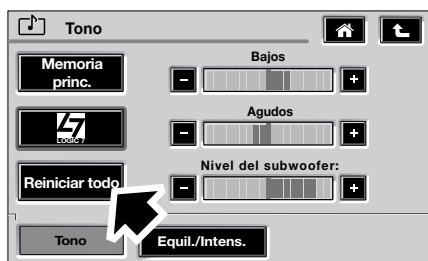 Tono
Memoria
princ.
Bajos
-
+
LOGIC 7
Agudos
-
+
Reiniciar todo
Nivel del subwoofer:
-
+
Tono
Equil./Intens.